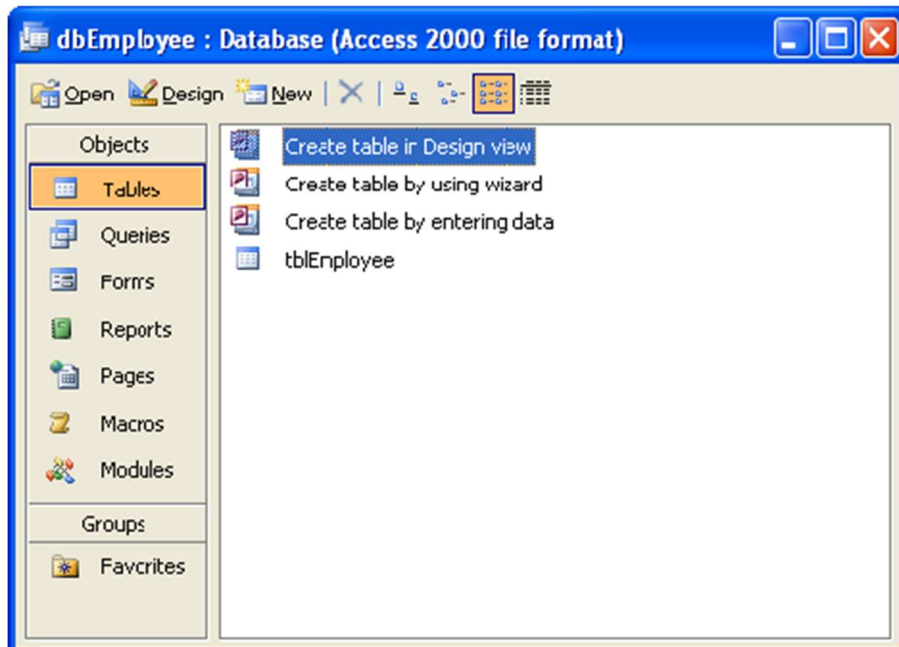 dbEmployee : Database (Access 2000 file format)
Open Design New
Objects
Tables
Queries
Forms
Reports
Pages
Macros
Modules
Groups
Favorites
Create table in Design view
Create table by using wizard
Create table by entering data
tblEmployee